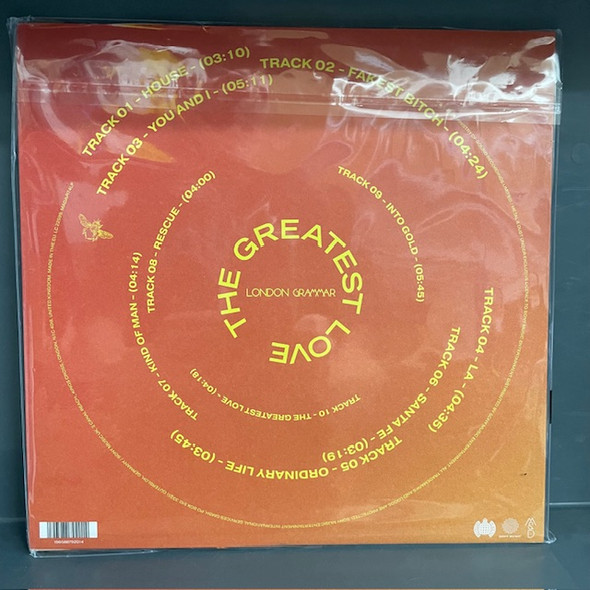 TRACK 01 - HOUSE - (03:10)
TRACK 02 - FAKEST BITCH - (04:24)
TRACK 03 - YOU AND I - (05:11)
TRACK 04 - LA - (04:35)
TRACK 05 - ORDINARY LIFE - (03:45)
TRACK 06 - SANTA FE - (03:19)
TRACK 07 - KIND OF MAN - (04:14)
TRACK 08 - RESCUE - (04:00)
TRACK 09 - INTO GOLD - (05:45)
TRACK 10 - THE GREATEST LOVE - (04:18)
THE GREATEST LOVE
LONDON GRAMMAR